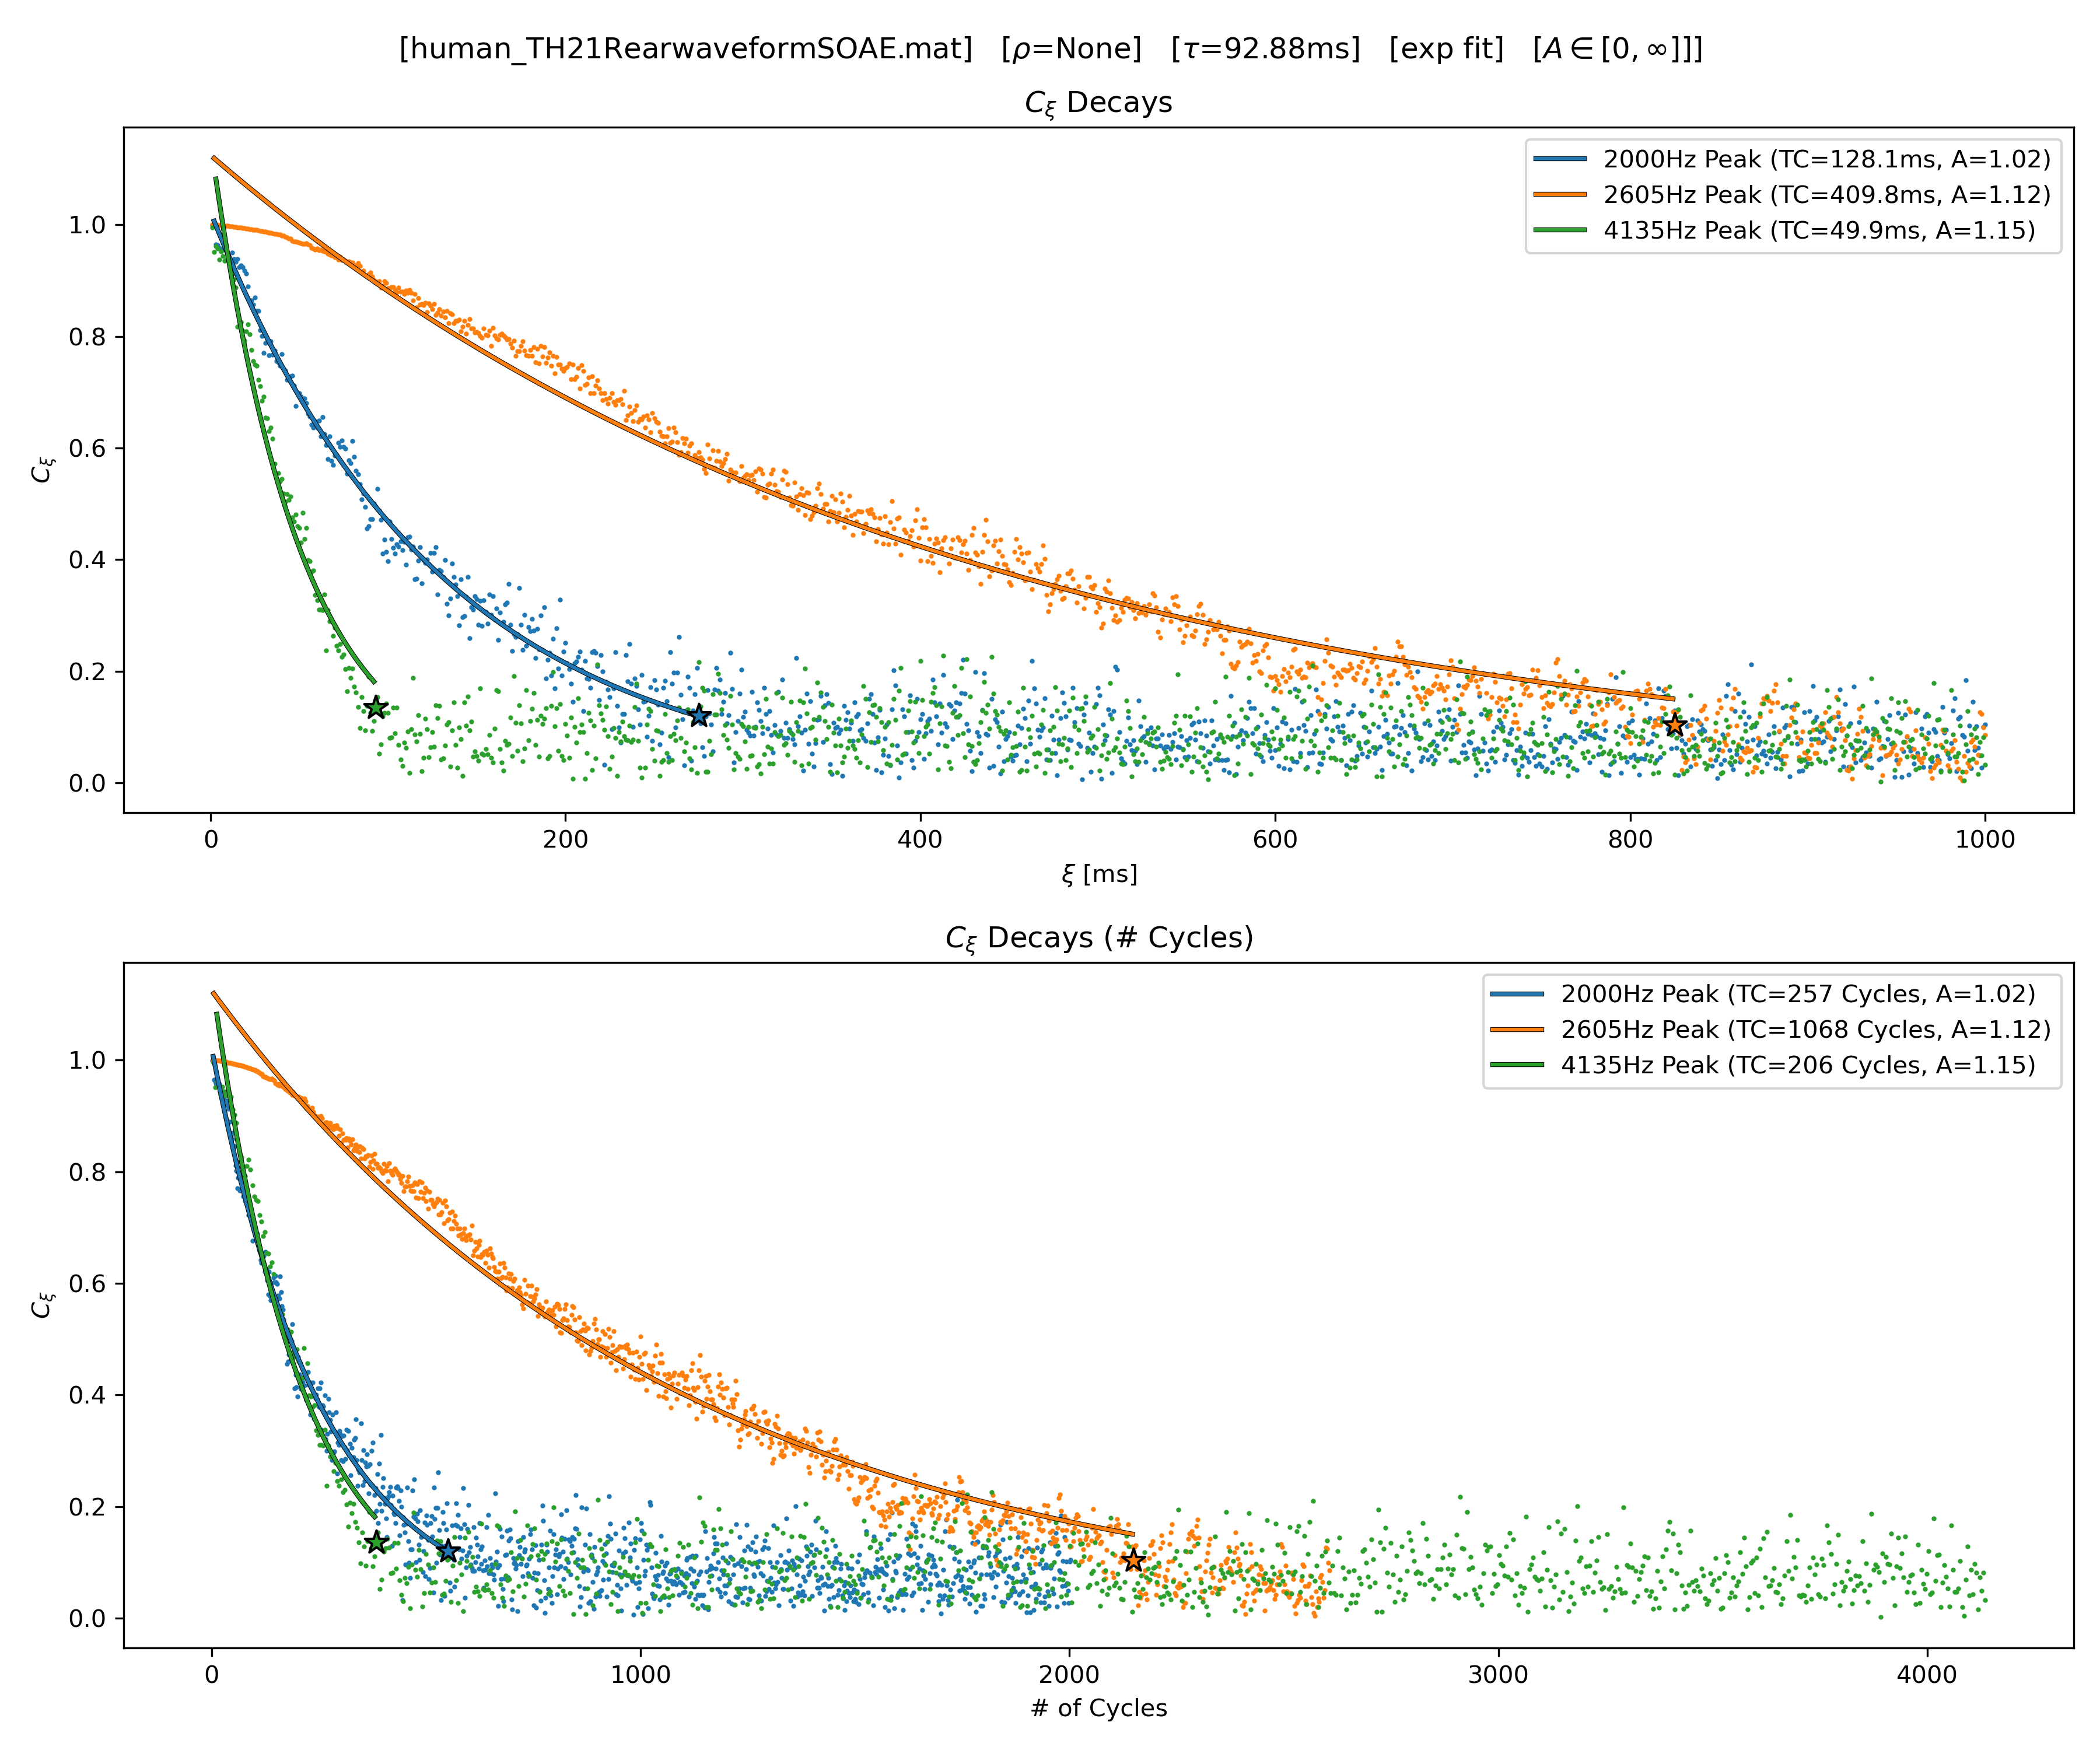 [human_TH21RearwaveformSOAE.mat] [ρ=None] [τ=92.88ms] [exp fit] [A ∈ [0, ∞]]]
C_ξ Decays
2000Hz Peak (TC=128.1ms, A=1.02)
2605Hz Peak (TC=409.8ms, A=1.12)
4135Hz Peak (TC=49.9ms, A=1.15)
1.0
0.8
0.6
0.4
0.2
0.0
C_ξ
0 200 400 600 800 1000
ξ [ms]
C_ξ Decays (# Cycles)
2000Hz Peak (TC=257 Cycles, A=1.02)
2605Hz Peak (TC=1068 Cycles, A=1.12)
4135Hz Peak (TC=206 Cycles, A=1.15)
1.0
0.8
0.6
0.4
0.2
0.0
C_ξ
0 1000 2000 3000 4000
# of Cycles